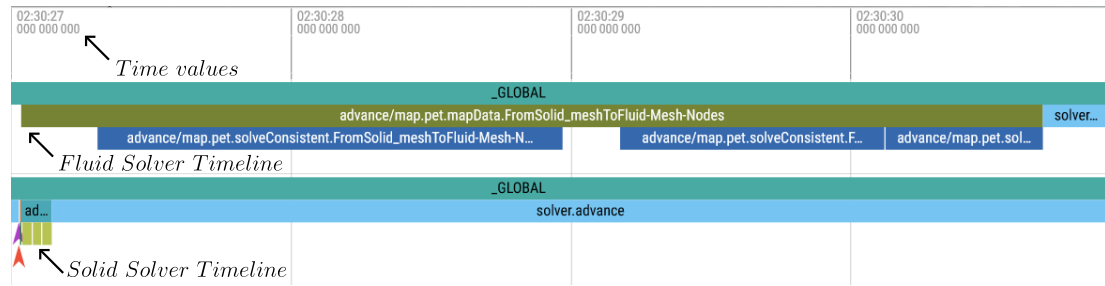 02:30:27 02:30:28 02:30:29 02:30:30
000 000 000 000 000 000 000 000 000 000 000 000
Time values
_GLOBAL
advance/map.pet.mapData.FromSolid_meshToFluid-Mesh-Nodes solver...
advance/map.pet.solveConsistent.FromSolid_meshToFluid-Mesh-N... advance/map.pet.solveConsistent.F... advance/map.pet.sol...
Fluid Solver Timeline
_GLOBAL
ad... solver.advance
Solid Solver Timeline